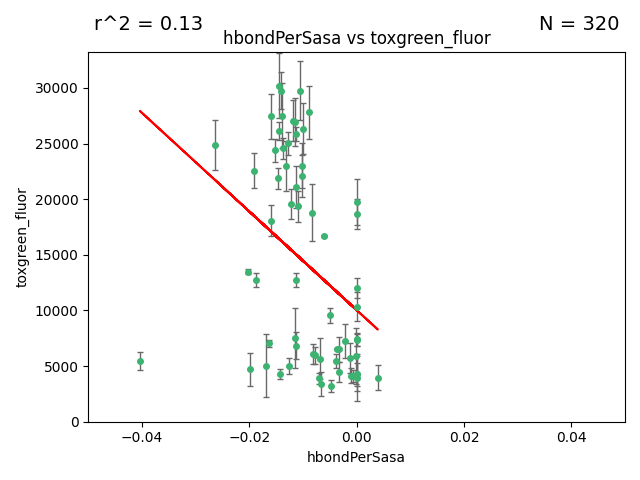 r^2 = 0.13
N = 320
hbondPerSasa vs toxgreen_fluor
toxgreen_fluor
30000
25000
20000
15000
10000
5000
0
−0.04
−0.02
0.00
0.02
0.04
hbondPerSasa